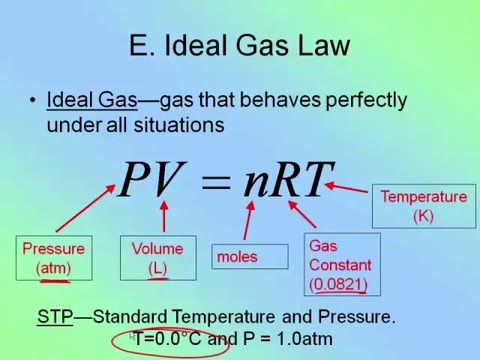 E. Ideal Gas Law
• Ideal Gas—gas that behaves perfectly
under all situations
PV = nRT
Temperature
(K)
Pressure
(atm)
Volume
(L)
moles
Gas
Constant
(0.0821)
STP—Standard Temperature and Pressure.
T=0.0°C and P = 1.0atm